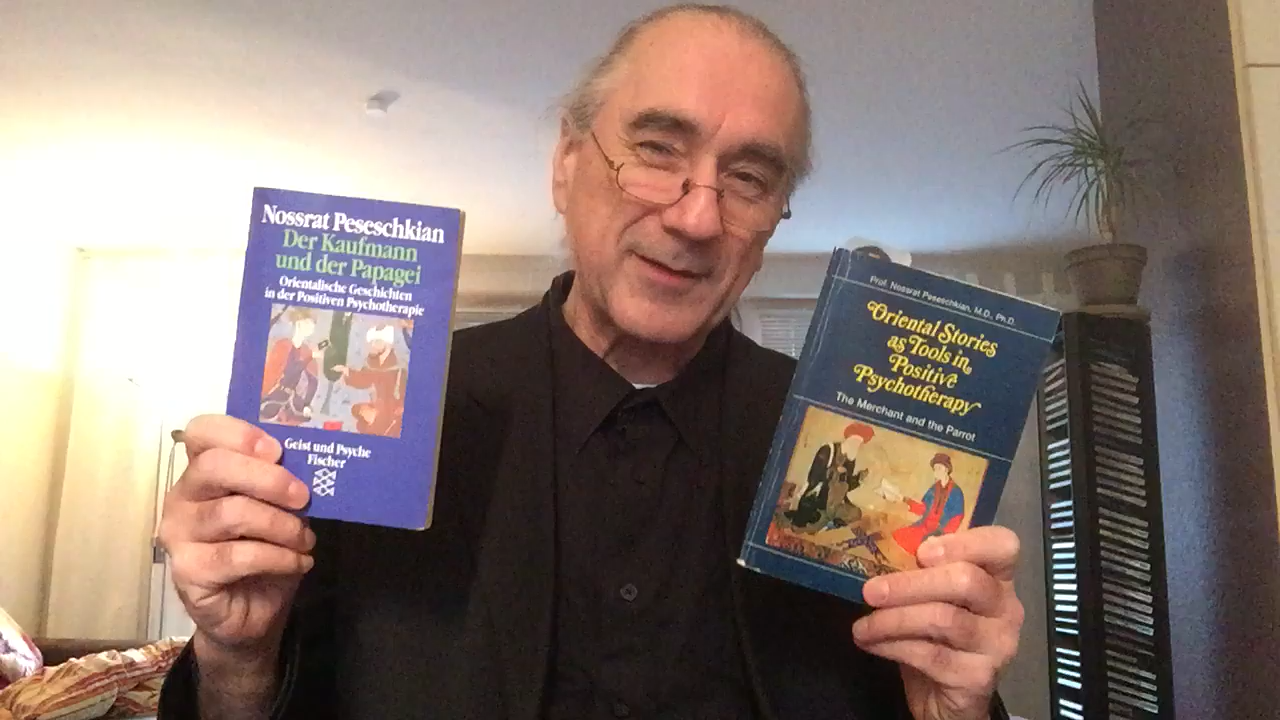 Nossrat Peseschkian
Der Kaufmann
und der Papagei
Orientalische Geschichten
in der Positiven Psychotherapie
Geist und Psyche
Fischer
Prof. Nossrat Peseschkian, M.D., Ph.D.
Oriental Stories
as Tools in
Positive
Psychotherapy
The Merchant and the Parrot